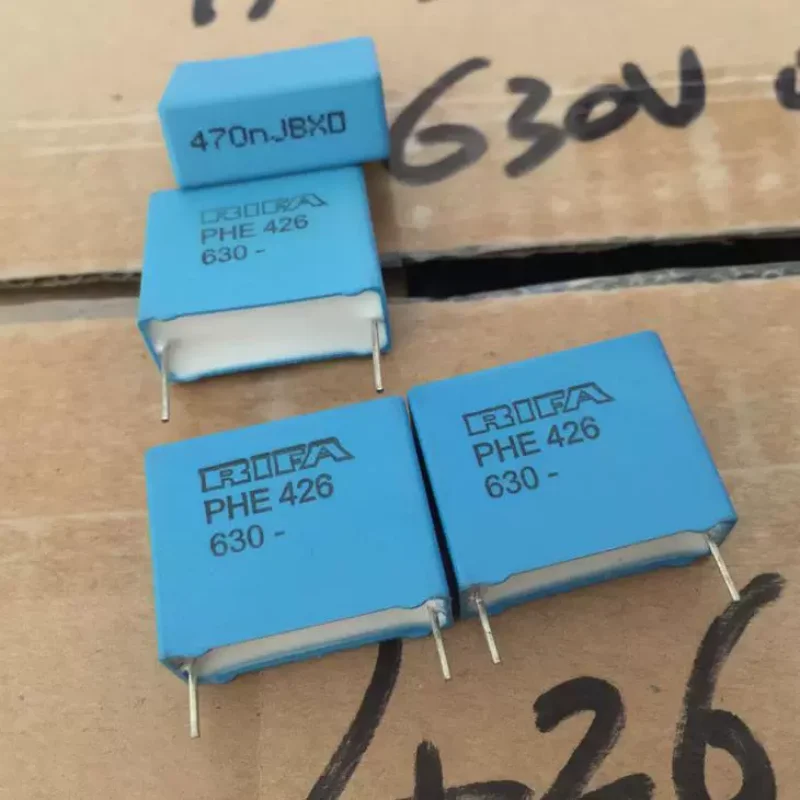 630V
470nJBXO
RIFA
PHE 426
630 -
RIFA
PHE 426
630 -
RIFA
PHE 426
630 -
426